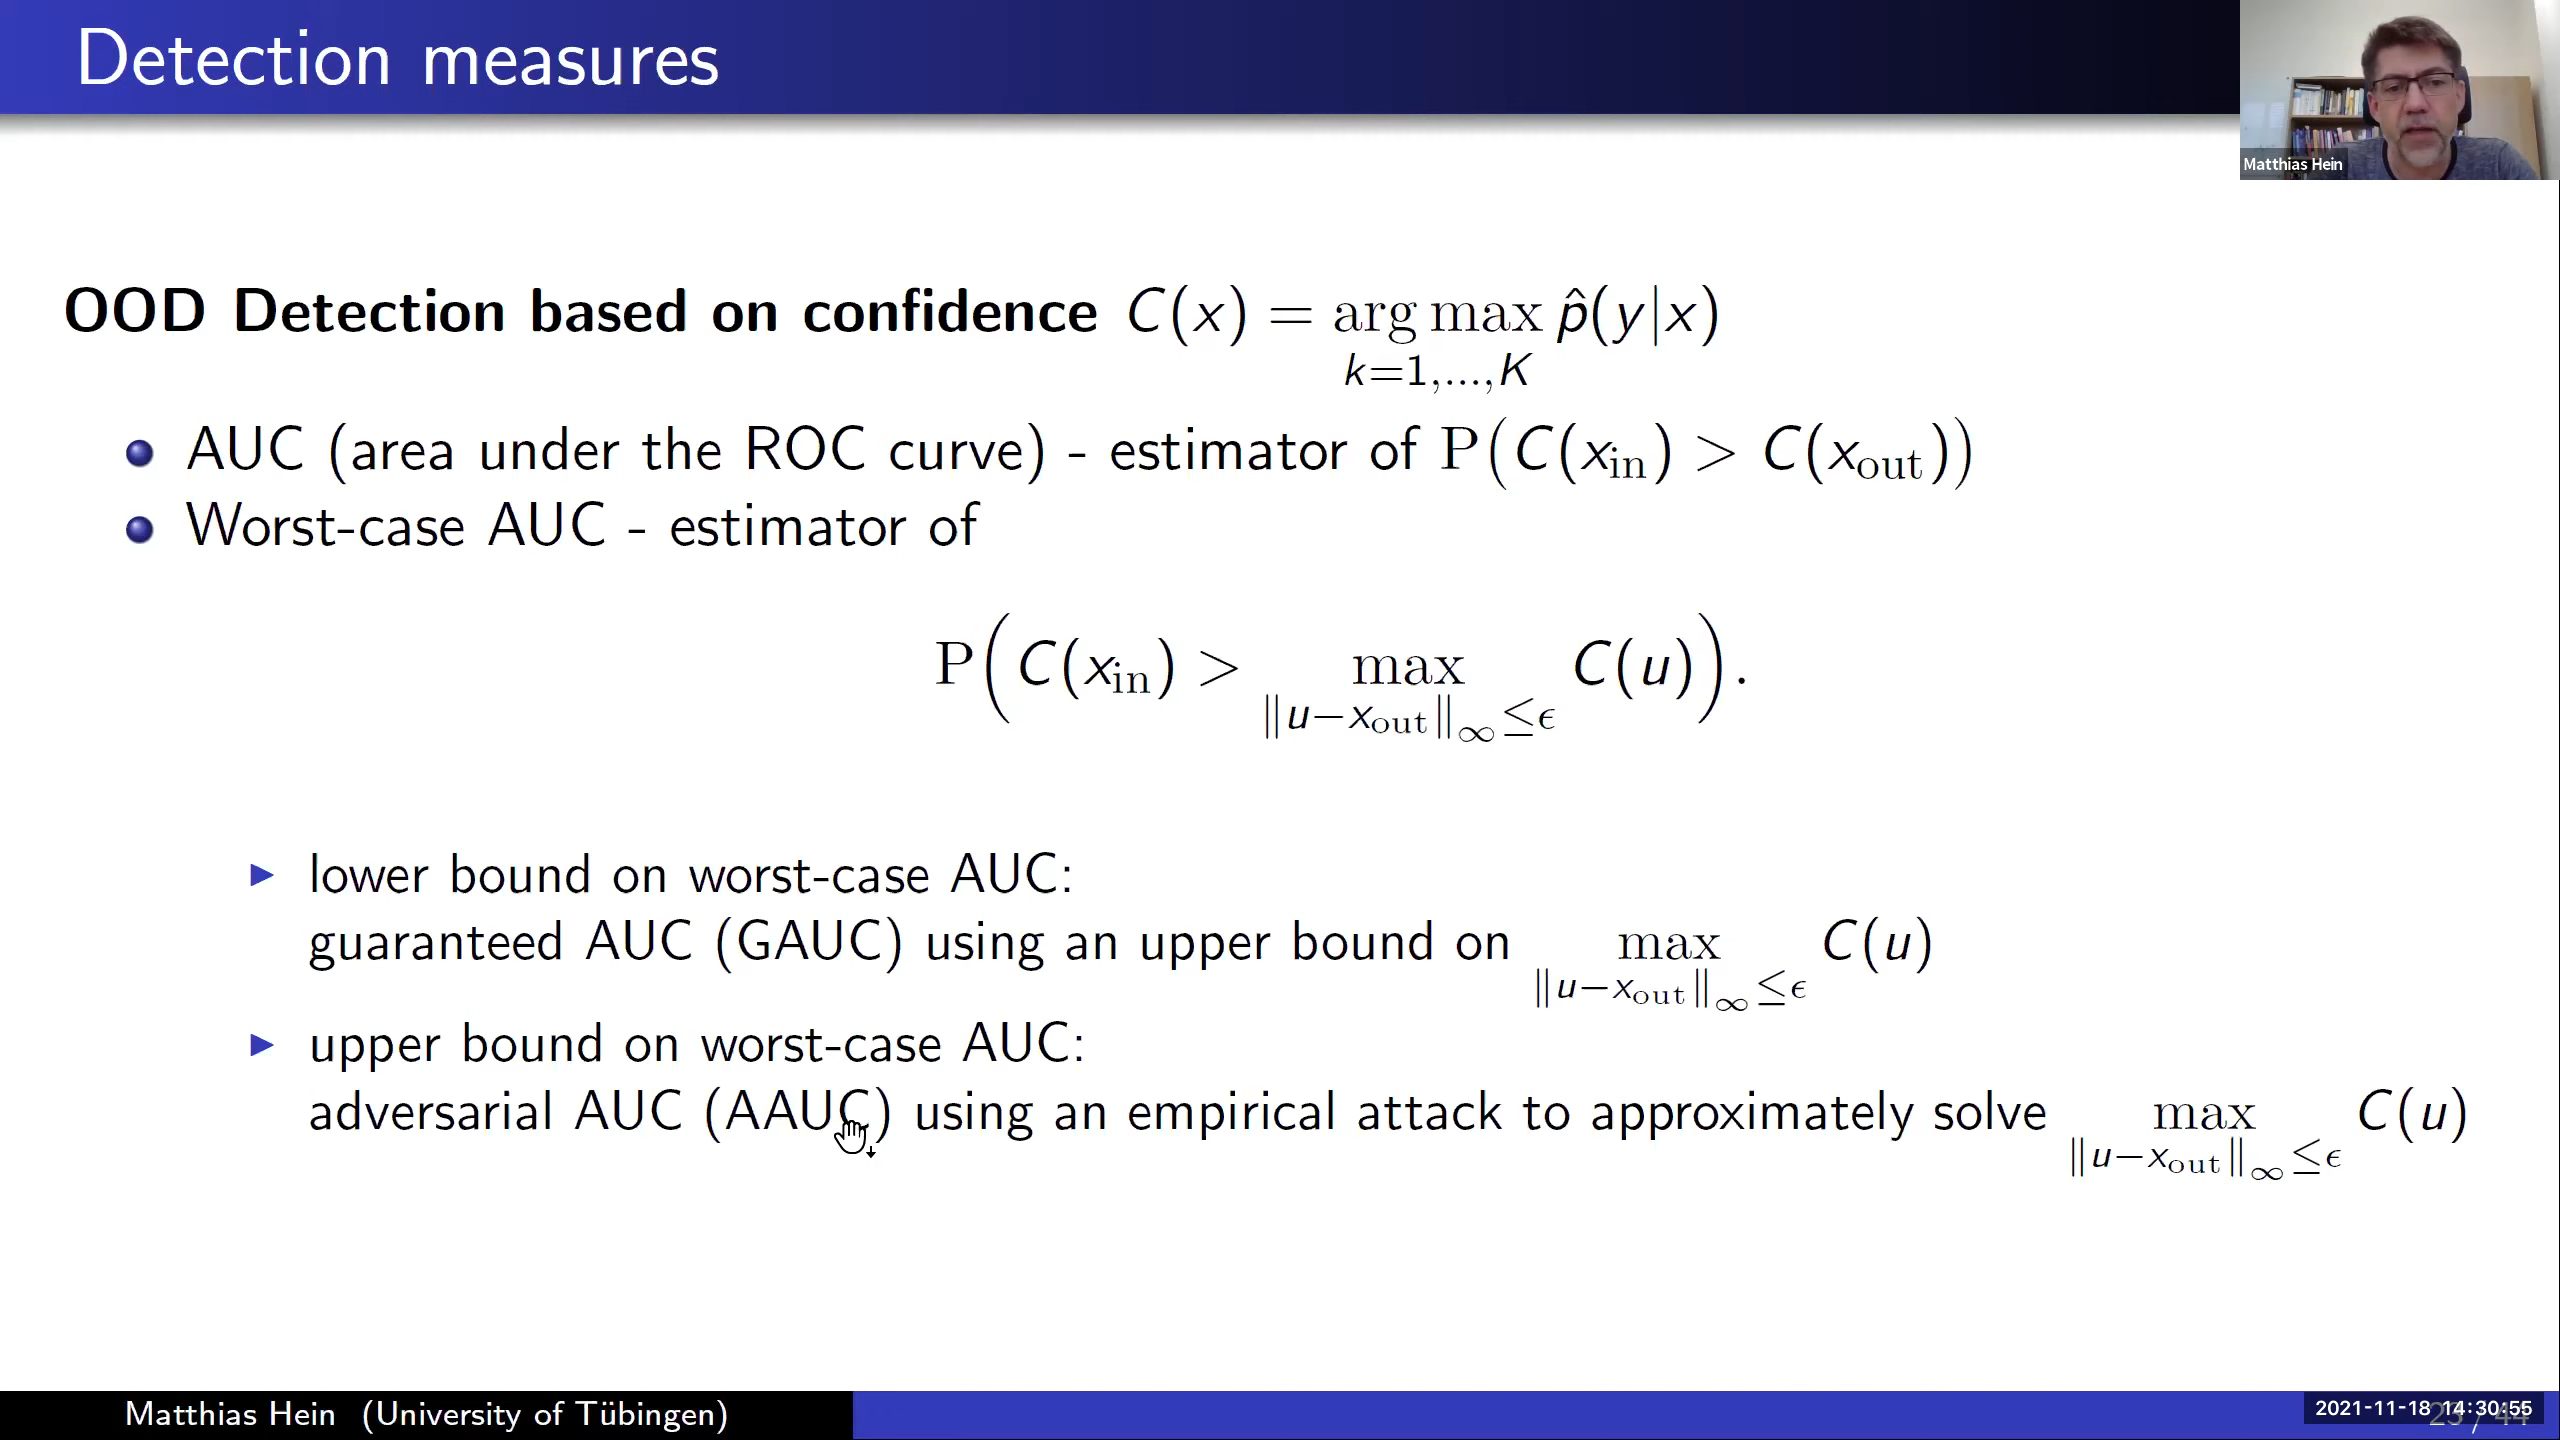 Detection measures
Matthias Hein
OOD Detection based on confidence C(x) = arg max p̂(y|x)
k=1,...,K
AUC (area under the ROC curve) - estimator of P(C(x_in) > C(x_out))
Worst-case AUC - estimator of
P(C(x_in) > max C(u)).
‖u−x_out‖_∞ ≤ϵ
lower bound on worst-case AUC:
guaranteed AUC (GAUC) using an upper bound on max C(u)
‖u−x_out‖_∞ ≤ϵ
upper bound on worst-case AUC:
adversarial AUC (AAUC) using an empirical attack to approximately solve max C(u)
‖u−x_out‖_∞ ≤ϵ
Matthias Hein (University of Tübingen)
2021-11-18 14:30:55
23 / 44